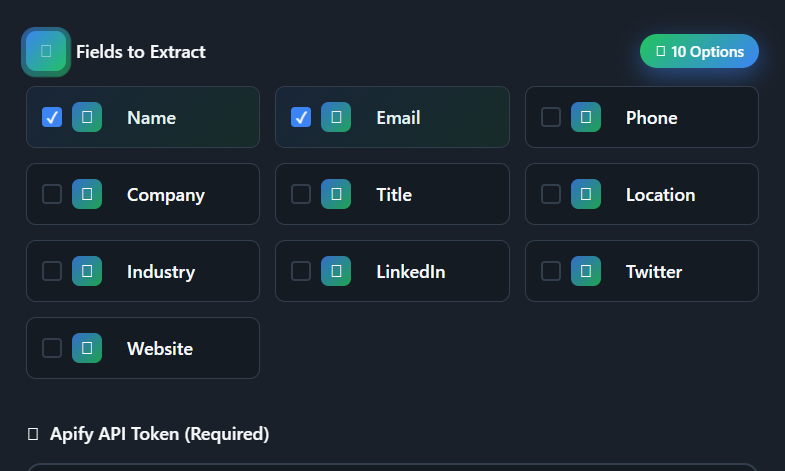 Fields to Extract
10 Options
Name
Email
Phone
Company
Title
Location
Industry
LinkedIn
Twitter
Website
Apify API Token (Required)